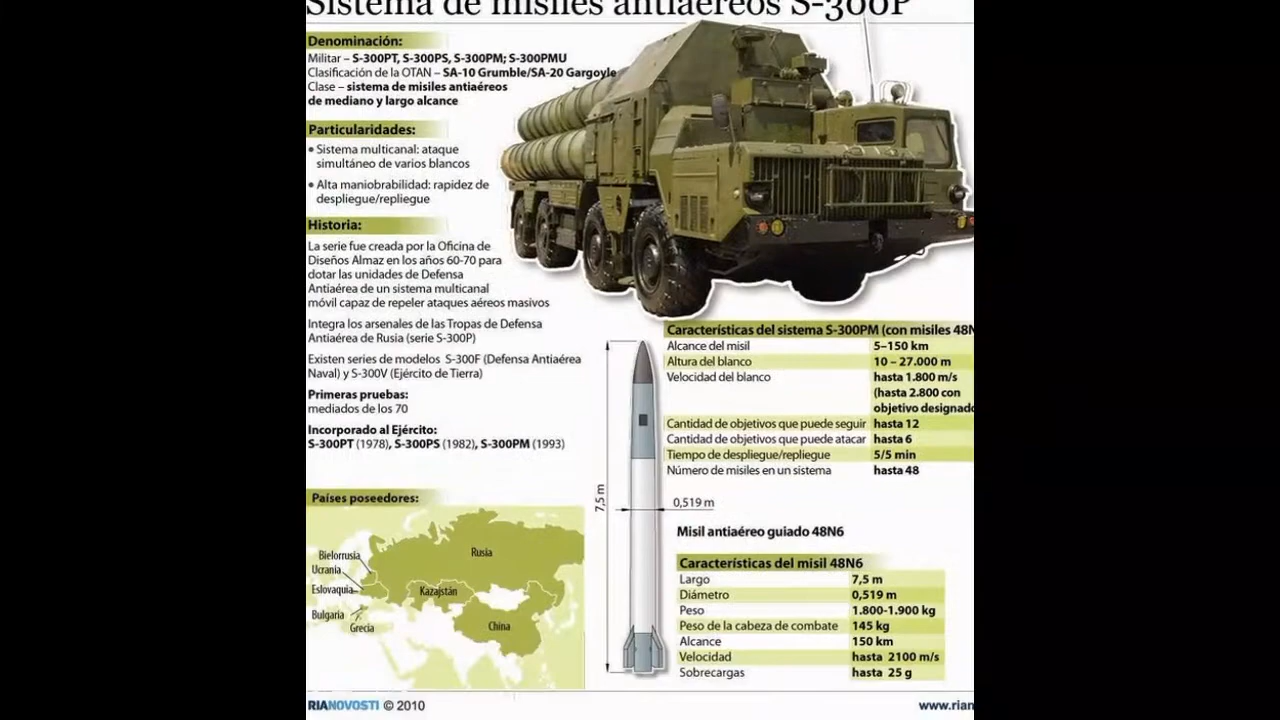 Sistema de misiles antiaéreos S-300P
Denominación:
Militar – S-300PT, S-300PS, S-300PM; S-300PMU
Clasificación de la OTAN – SA-10 Grumble/SA-20 Gargoyle
Clase – sistema de misiles antiaéreos
de mediano y largo alcance
Particularidades:
• Sistema multicanal: ataque
simultáneo de varios blancos
• Alta maniobrabilidad: rapidez de
despliegue/repliegue
Historia:
La serie fue creada por la Oficina de
Diseños Almaz en los años 60-70 para
dotar las unidades de Defensa
Antiaérea de un sistema multicanal
móvil capaz de repeler ataques aéreos masivos
Integra los arsenales de las Tropas de Defensa
Antiaérea de Rusia (serie S-300P)
Existen series de modelos S-300F (Defensa Antiaérea
Naval) y S-300V (Ejército de Tierra)
Primeras pruebas:
mediados de los 70
Incorporado al Ejército:
S-300PT (1978), S-300PS (1982), S-300PM (1993)
Países poseedores:
Rusia
Bielorrusia
Ucrania
Eslovaquia
Kazajstán
Bulgaria
Grecia
China
Características del sistema S-300PM (con misiles 48N
Alcance del misil 5–150 km
Altura del blanco 10 – 27.000 m
Velocidad del blanco hasta 1.800 m/s
(hasta 2.800 con
objetivo designado
Cantidad de objetivos que puede seguir hasta 12
Cantidad de objetivos que puede atacar hasta 6
Tiempo de despliegue/repliegue 5/5 min
Número de misiles en un sistema hasta 48
7,5 m
0,519 m
Misil antiaéreo guiado 48N6
Características del misil 48N6
Largo 7,5 m
Diámetro 0,519 m
Peso 1.800-1.900 kg
Peso de la cabeza de combate 145 kg
Alcance 150 km
Velocidad hasta 2100 m/s
Sobrecargas hasta 25 g
RIANOVOSTI © 2010
www.rian